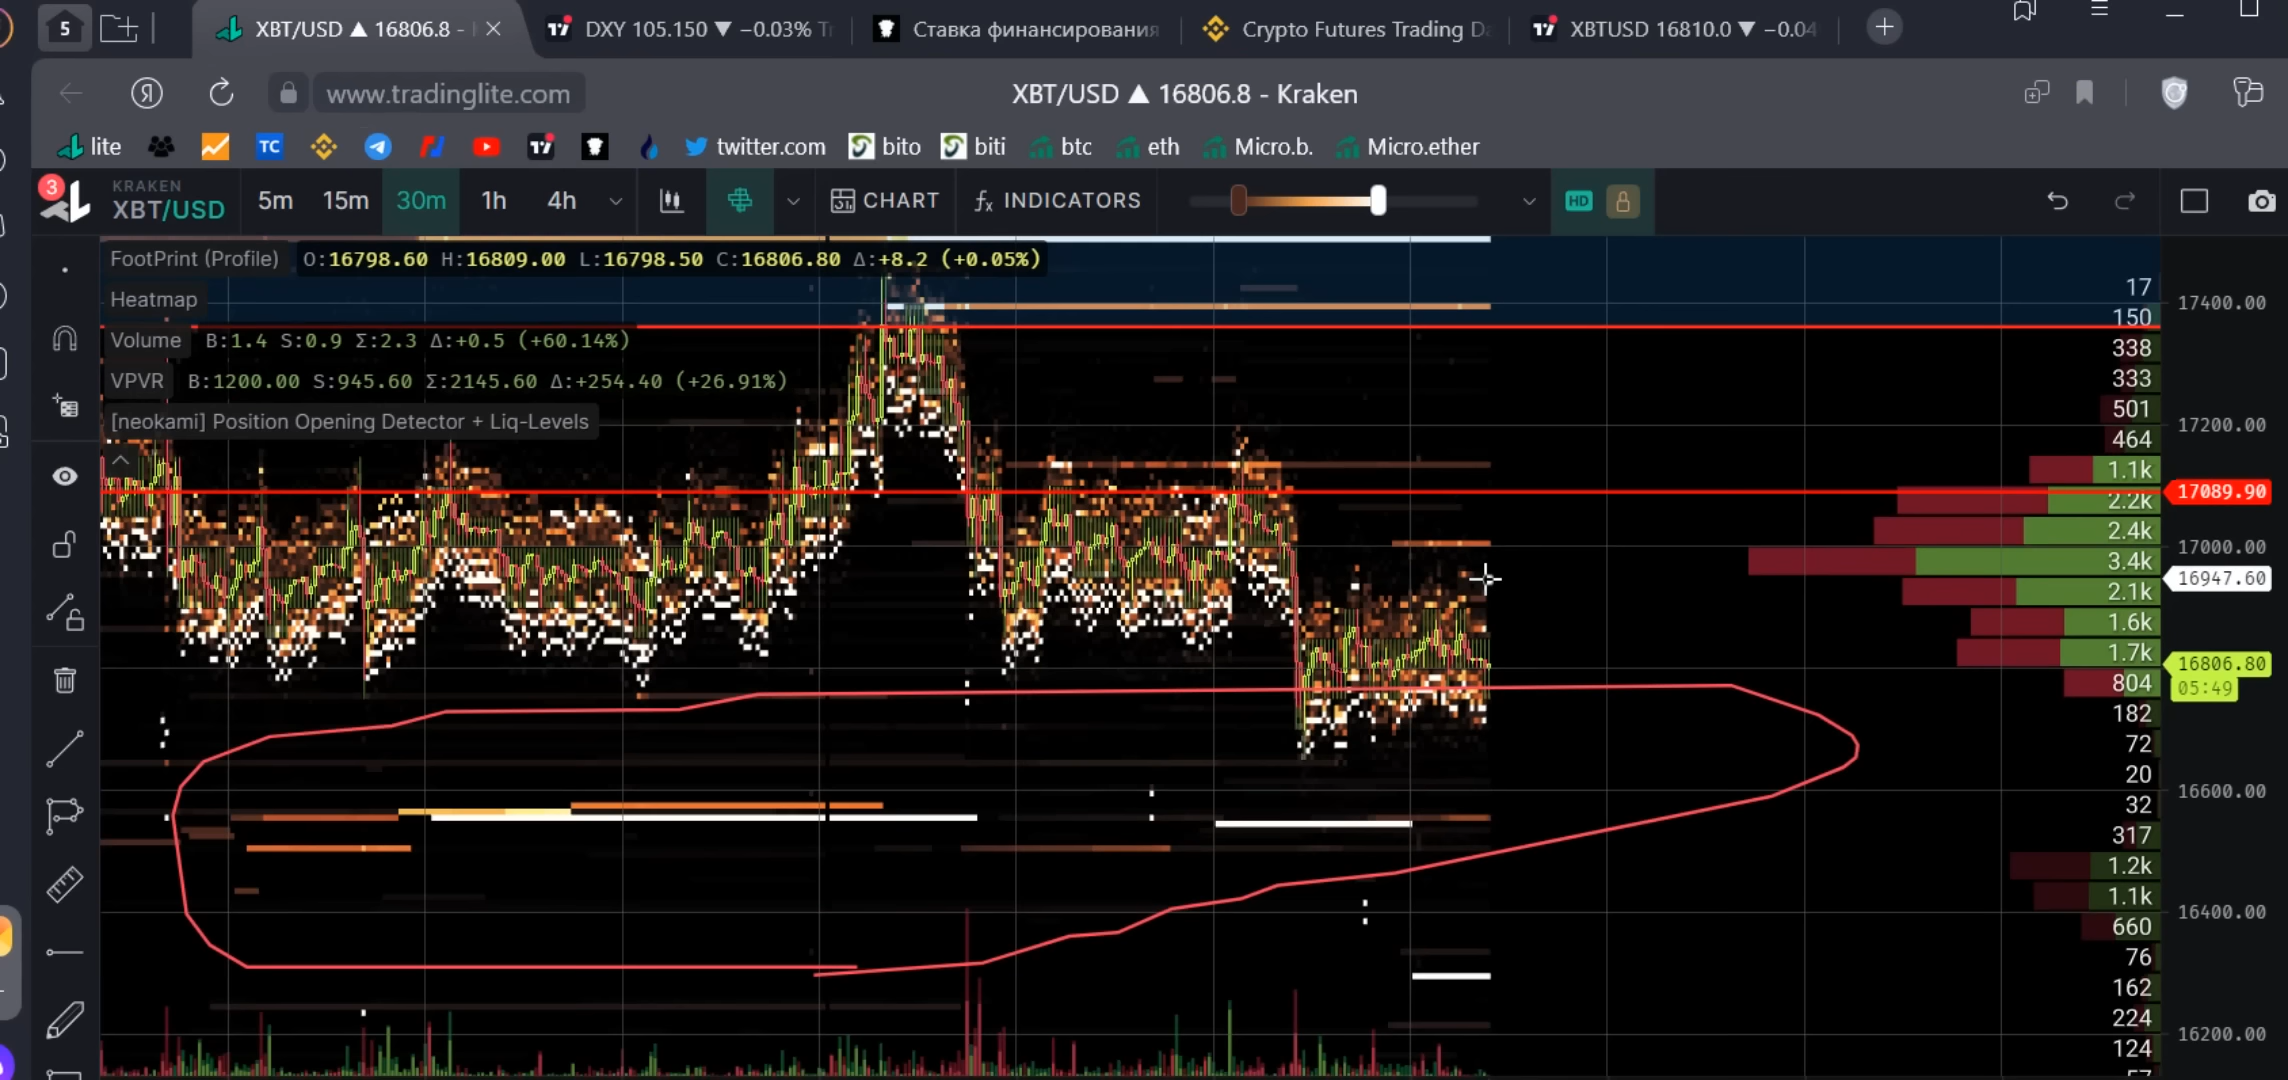 5
XBT/USD ▲ 16806.8 -
DXY 105.150 ▼ −0.03%
Ставка финансирования
Crypto Futures Trading Da
XBTUSD 16810.0 ▼ −0.04
www.tradinglite.com
XBT/USD ▲ 16806.8 - Kraken
lite
TC
twitter.com
bito
biti
btc
eth
Micro.b.
Micro.ether
3
KRAKEN
XBT/USD
5m
15m
30m
1h
4h
CHART
INDICATORS
HD
FootPrint (Profile) O:16798.60 H:16809.00 L:16798.50 C:16806.80 Δ:+8.2 (+0.05%)
Heatmap
Volume B:1.4 S:0.9 Σ:2.3 Δ:+0.5 (+60.14%)
VPVR B:1200.00 S:945.60 Σ:2145.60 Δ:+254.40 (+26.91%)
[neokami] Position Opening Detector + Liq-Levels
17
150
338
333
501
464
1.1k
2.2k
2.4k
3.4k
2.1k
1.6k
1.7k
804
182
72
20
32
317
1.2k
1.1k
660
76
162
224
124
17400.00
17200.00
17089.90
17000.00
16947.60
16806.80
05:49
16600.00
16400.00
16200.00